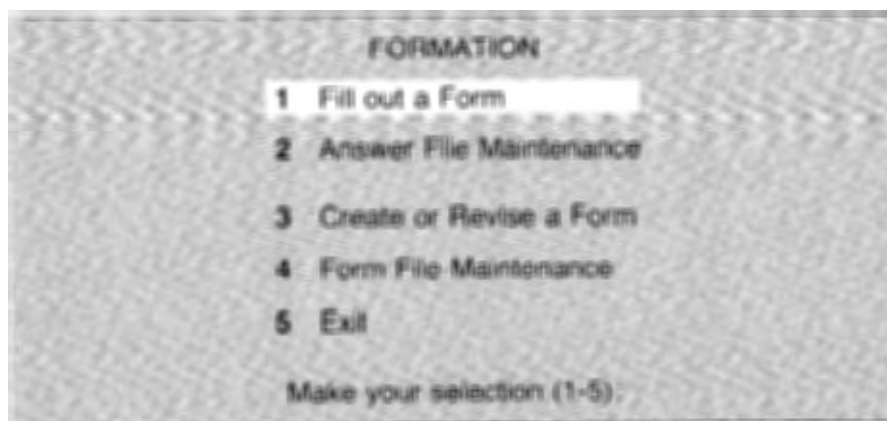 FORMATION
1 Fill out a Form
2 Answer File Maintenance
3 Create or Revise a Form
4 Form File Maintenance
5 Exit
Make your selection (1-5):